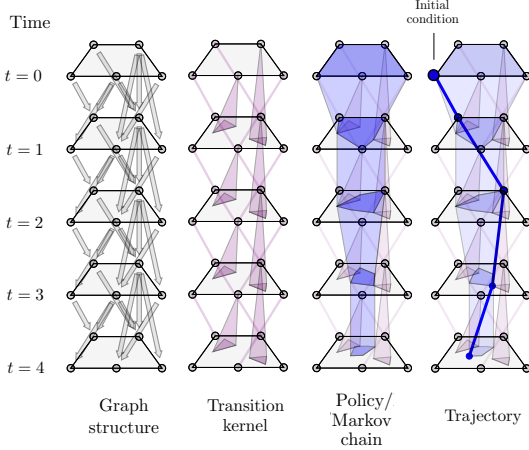 Initial
condition
Time
t = 0
t = 1
t = 2
t = 3
t = 4
Graph
structure
Transition
kernel
Policy/
Markov
chain
Trajectory